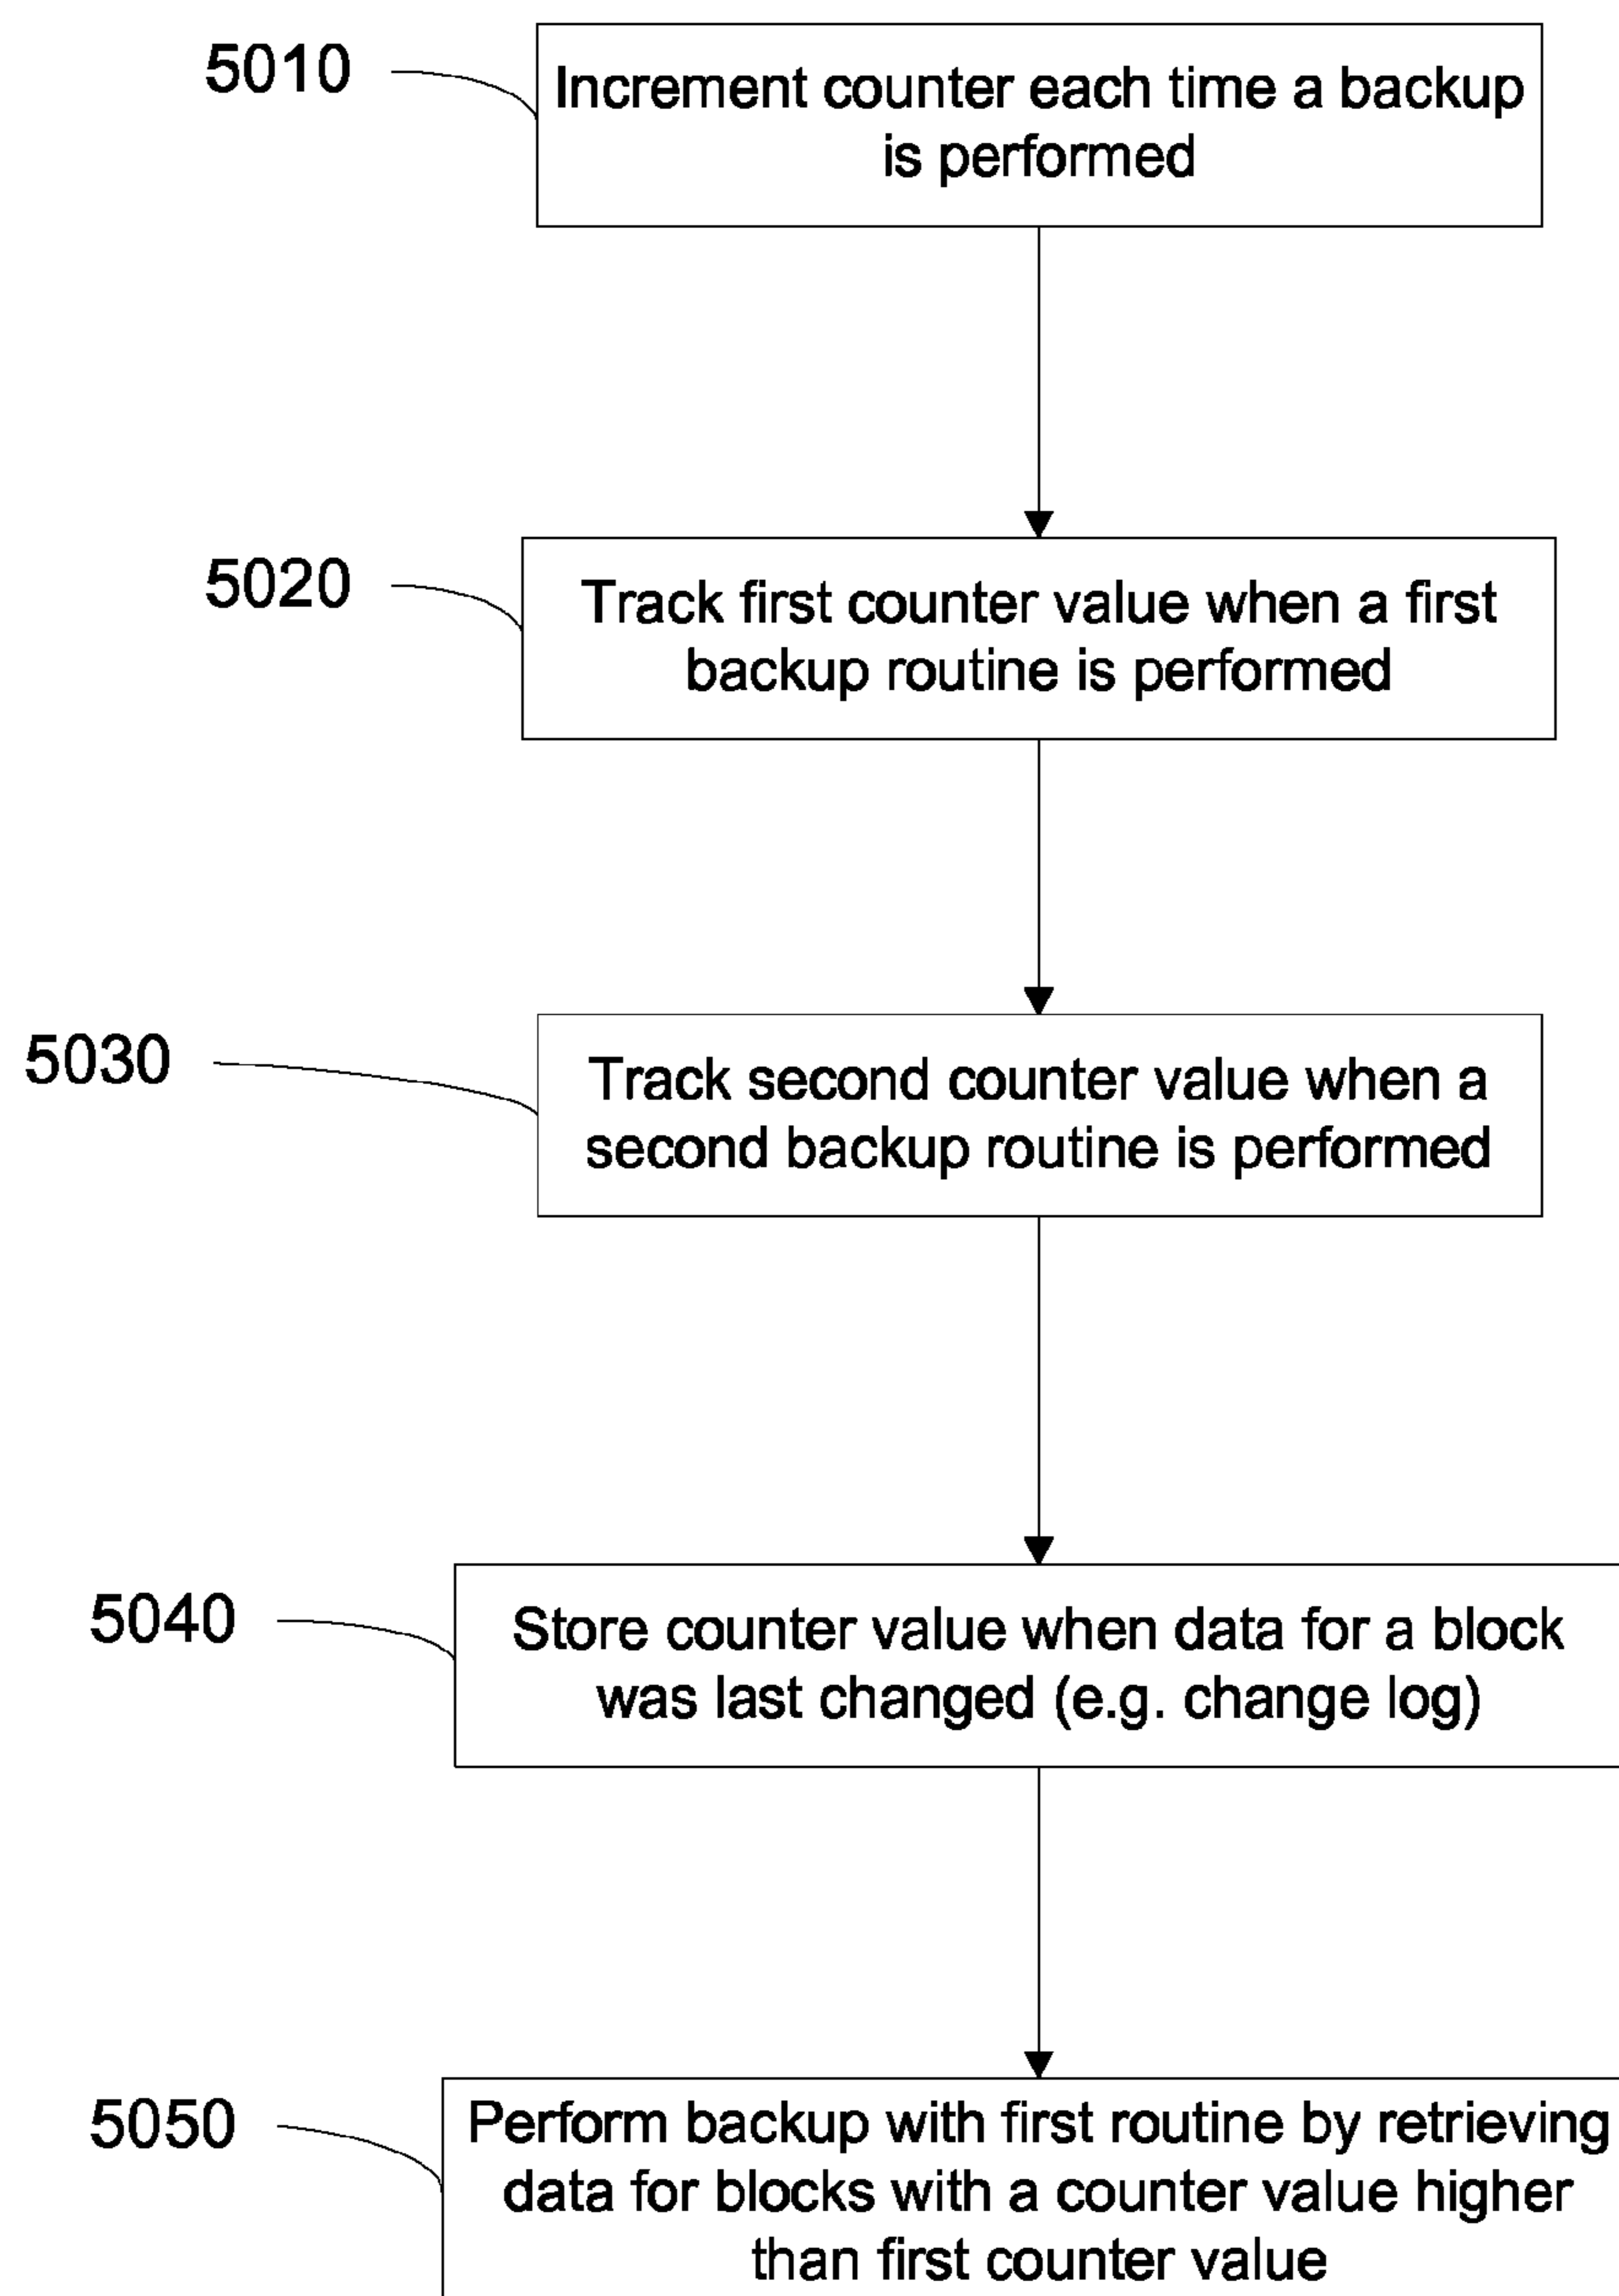 5010
Increment counter each time a backup
is performed
5020
Track first counter value when a first
backup routine is performed
5030
Track second counter value when a
second backup routine is performed
5040
Store counter value when data for a block
was last changed (e.g. change log)
5050
Perform backup with first routine by retrieving
data for blocks with a counter value higher
than first counter value